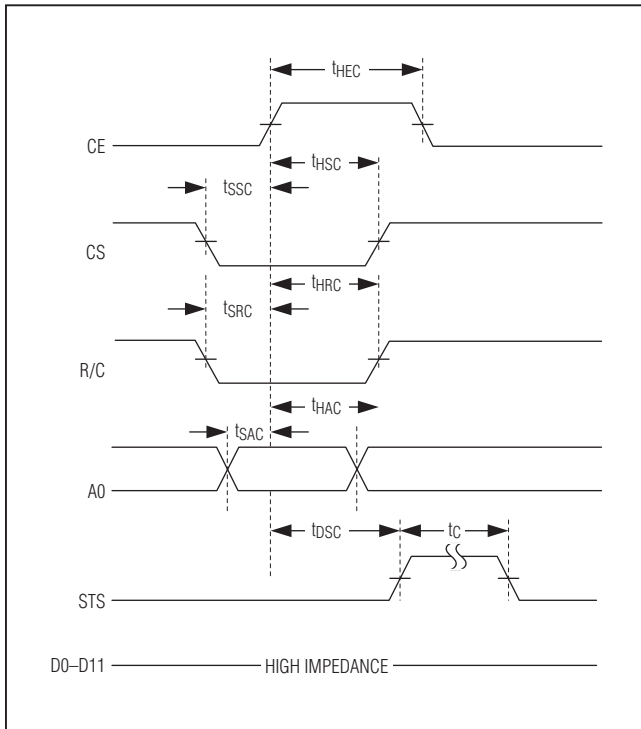 tHEC
CE
tHSC
tSSC
CS
tHRC
tSRC
R/C
tHAC
tSAC
A0
tDSC
tC
STS
D0–D11
HIGH IMPEDANCE